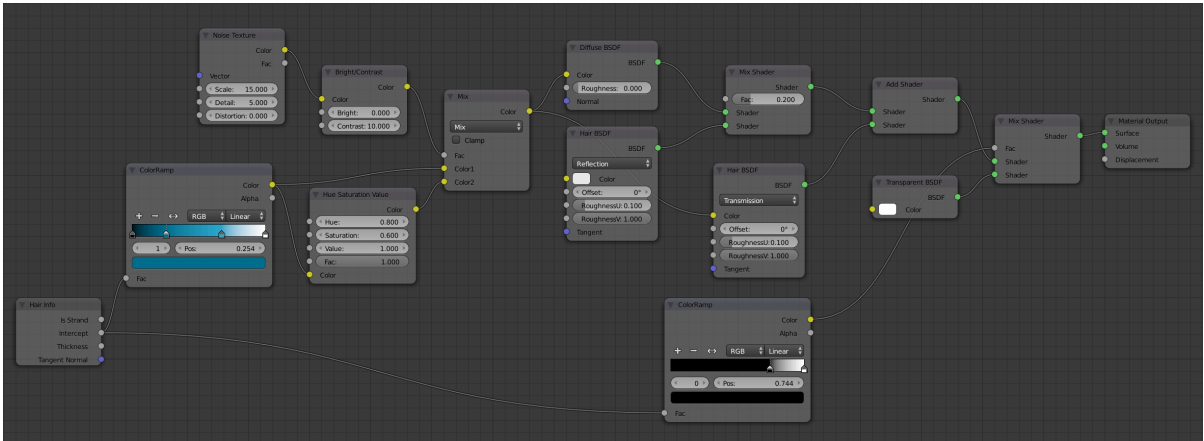 Noise Texture
Color
Fac
Vector
Scale: 15.000
Detail: 5.000
Distortion: 0.000
Bright/Contrast
Color
Color
Bright: 0.000
Contrast: 10.000
Mix
Color
Mix
Clamp
Fac
Color1
Color2
ColorRamp
Color
Alpha
RGB
Linear
1
Pos: 0.254
Fac
Hue Saturation Value
Color
Hue: 0.800
Saturation: 0.600
Value: 1.000
Fac: 1.000
Color
Hair Info
Is Strand
Intercept
Thickness
Tangent Normal
Diffuse BSDF
BSDF
Color
Roughness: 0.000
Normal
Hair BSDF
BSDF
Reflection
Color
Offset: 0°
RoughnessU: 0.100
RoughnessV: 1.000
Tangent
Mix Shader
Shader
Fac: 0.200
Shader
Shader
Hair BSDF
BSDF
Transmission
Color
Offset: 0°
RoughnessU: 0.100
RoughnessV: 1.000
Tangent
ColorRamp
Color
Alpha
RGB
Linear
0
Pos: 0.744
Fac
Add Shader
Shader
Shader
Shader
Transparent BSDF
BSDF
Color
Mix Shader
Shader
Fac
Shader
Shader
Material Output
Surface
Volume
Displacement